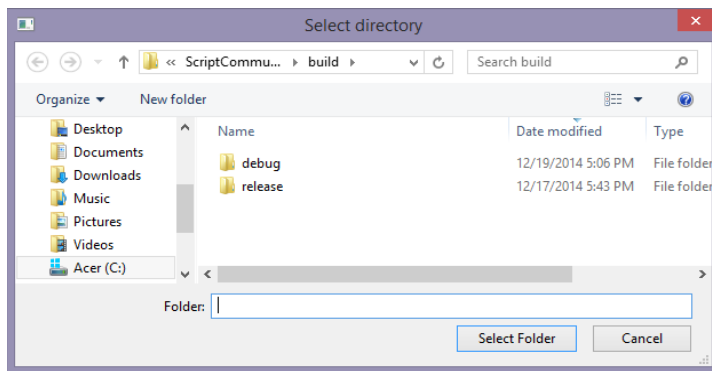 Select directory
« ScriptCommu... build Search build
Organize New folder
Name Date modified Type
Desktop
Documents
Downloads
Music
Pictures
Videos
Acer (C:)
debug 12/19/2014 5:06 PM File folder
release 12/17/2014 5:43 PM File folder
Folder:
Select Folder Cancel